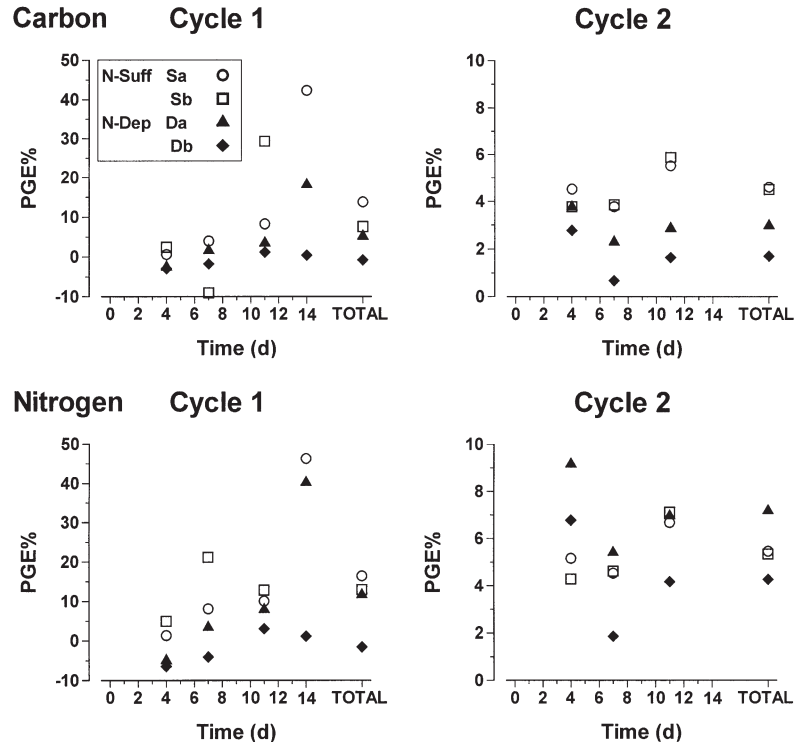 Carbon Cycle 1 Cycle 2
50
40
30
20
10
0
-10
PGE%
N-Suff Sa
Sb
N-Dep Da
Db
0 2 4 6 8 10 12 14 TOTAL
Time (d)
10
8
6
4
2
0
PGE%
0 2 4 6 8 10 12 14 TOTAL
Time (d)
Nitrogen Cycle 1 Cycle 2
50
40
30
20
10
0
-10
PGE%
0 2 4 6 8 10 12 14 TOTAL
Time (d)
10
8
6
4
2
0
PGE%
0 2 4 6 8 10 12 14 TOTAL
Time (d)